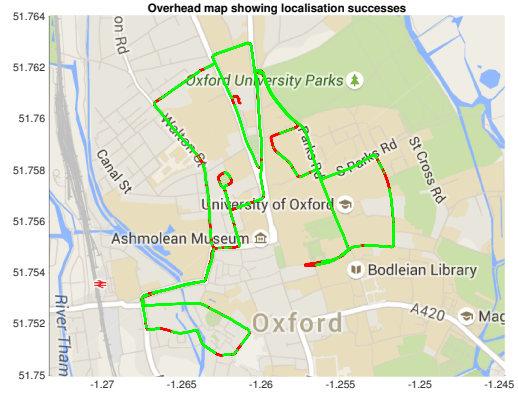 Overhead map showing localisation successes
51.764
51.762
51.76
51.758
51.756
51.754
51.752
51.75
-1.27
-1.265
-1.26
-1.255
-1.25
-1.245
on Rd
Oxford University Parks
Walton St
Parks Rd
S Parks Rd
St Cross Rd
Canal St
University of Oxford
Ashmolean Museum
Bodleian Library
River Tham
Oxford
A420
Mag